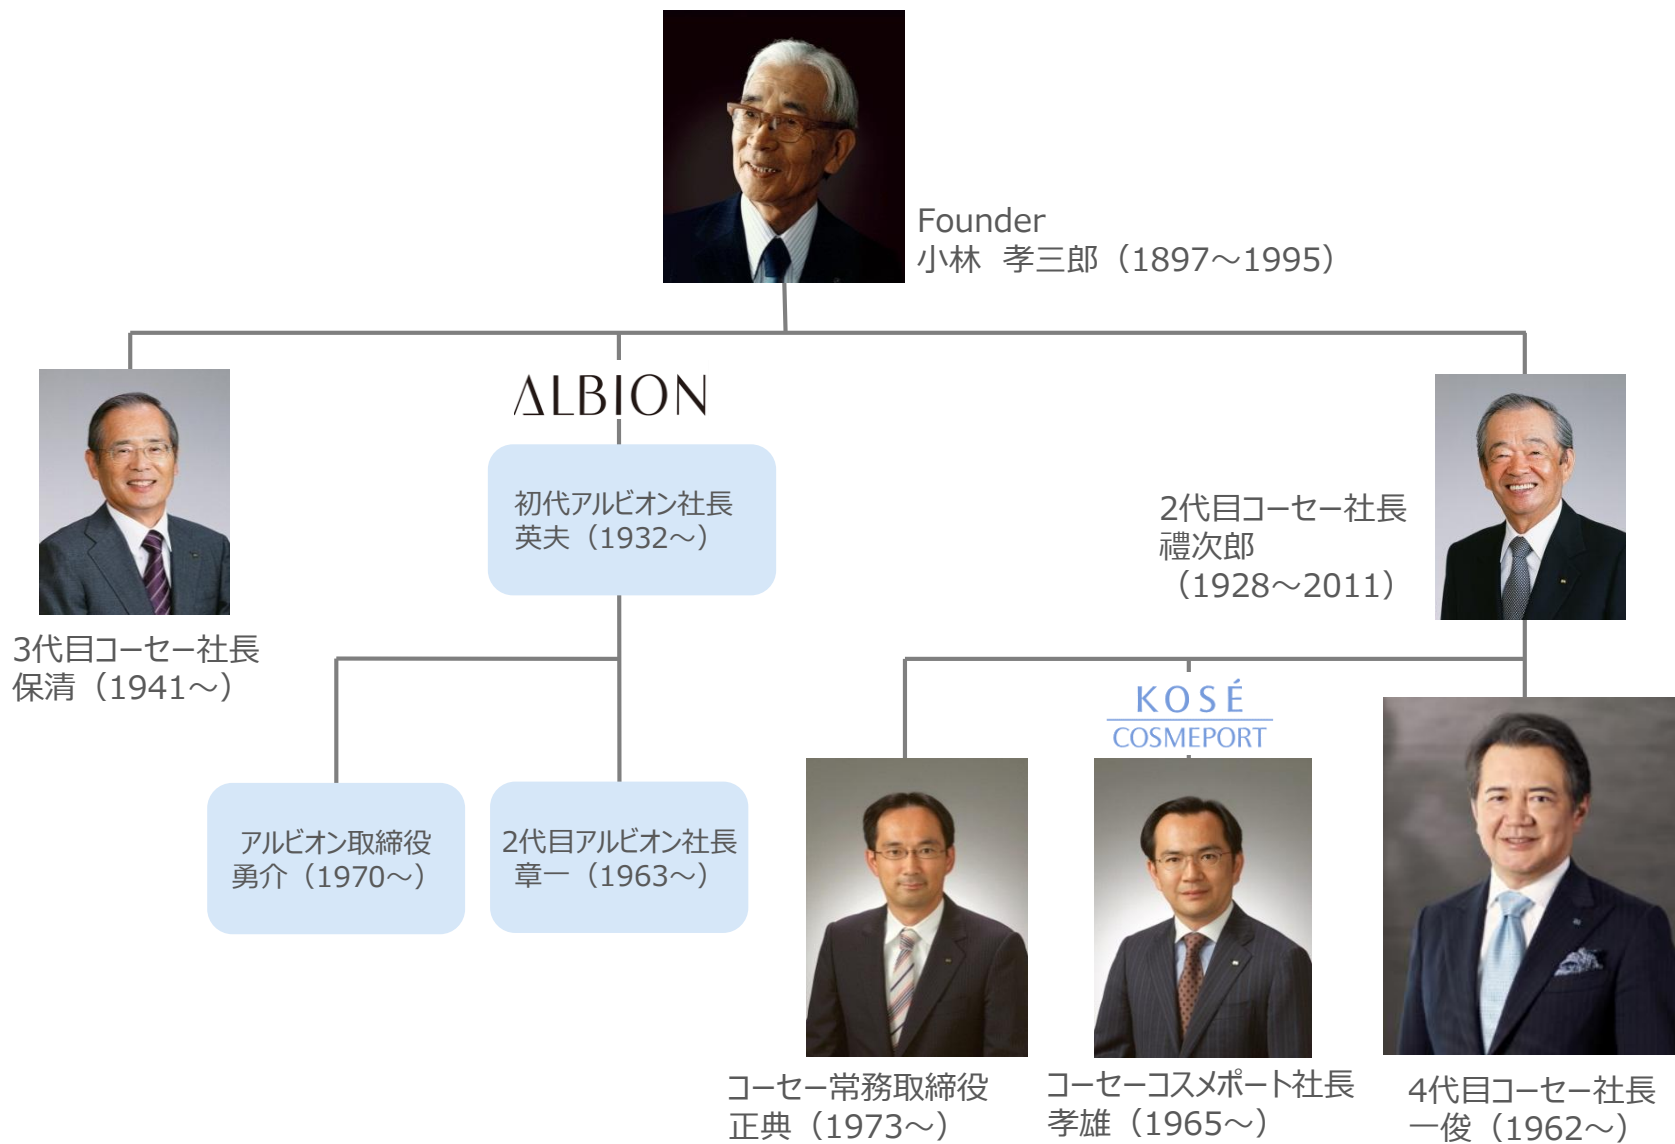 Founder
小林 孝三郎（1897～1995）
ALBION
初代アルビオン社長
英夫（1932～）
2代目コーセー社長
禮次郎
（1928～2011）
3代目コーセー社長
保清（1941～）
KOSÉ
COSMEPORT
アルビオン取締役
勇介（1970～）
2代目アルビオン社長
章一（1963～）
コーセー常務取締役
正典（1973～）
コーセーコスメポート社長
孝雄（1965～）
4代目コーセー社長
一俊（1962～）